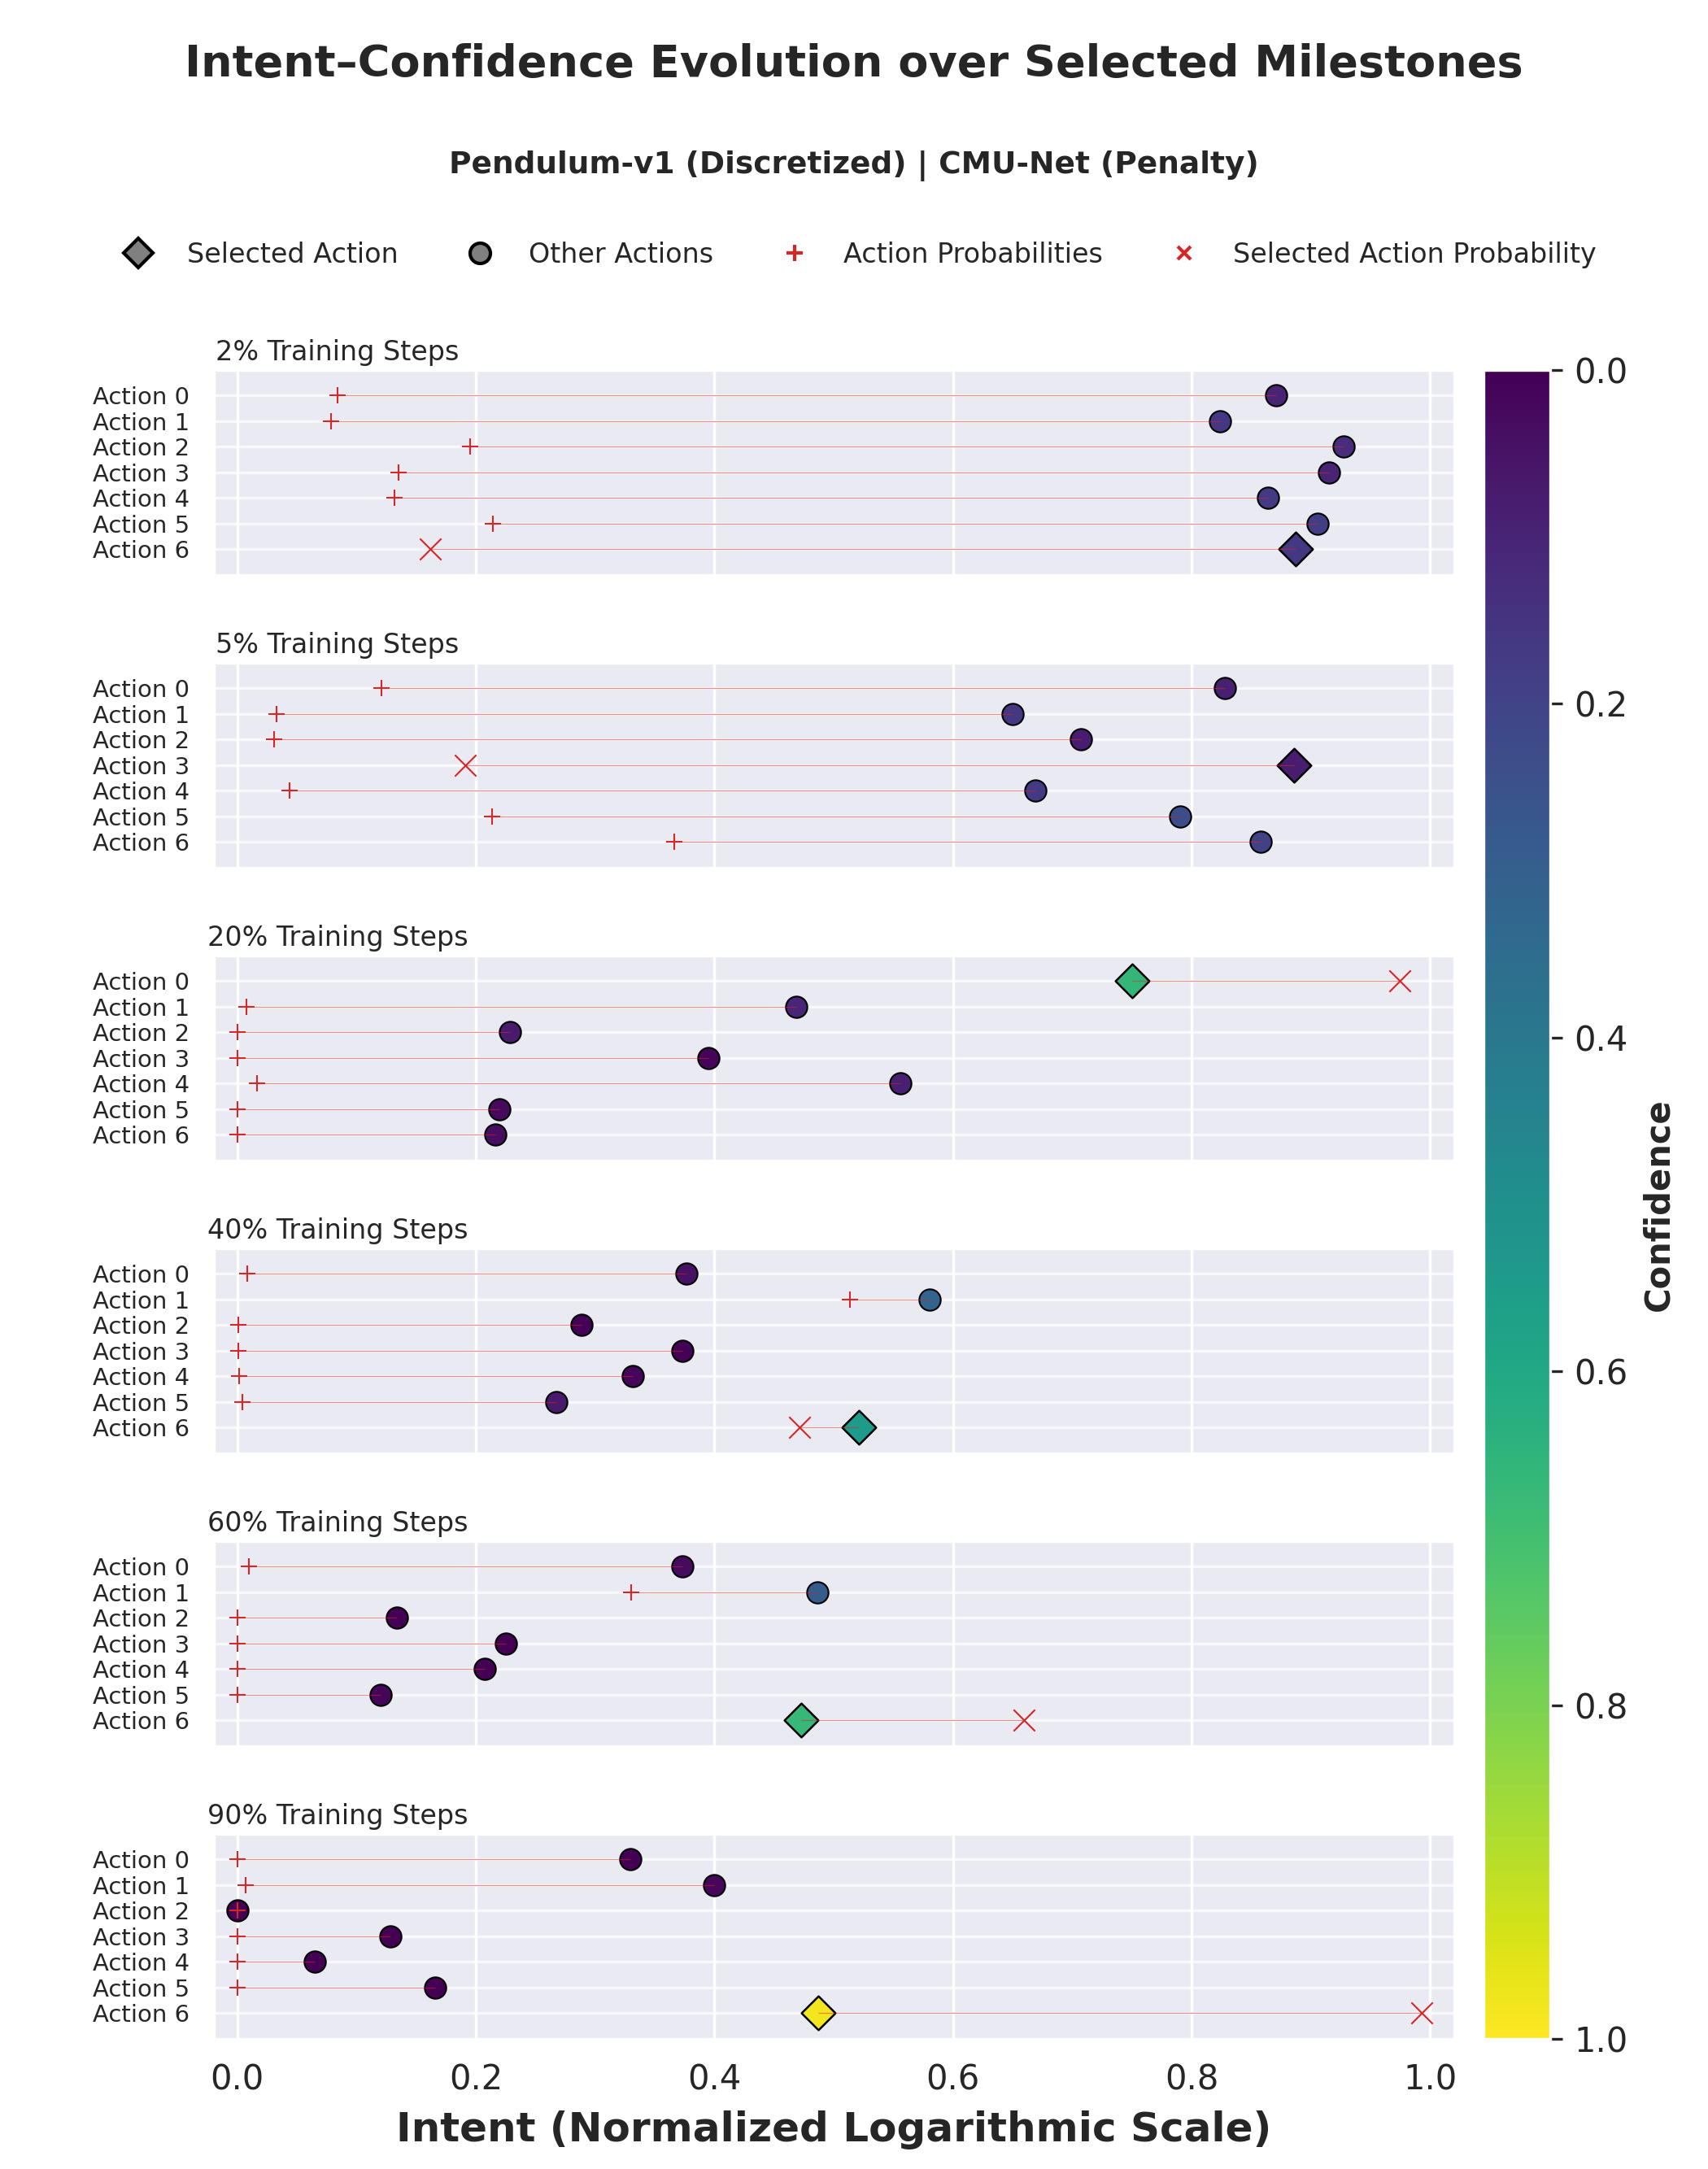 Intent–Confidence Evolution over Selected Milestones
Pendulum-v1 (Discretized) | CMU-Net (Penalty)
Selected Action
Other Actions
Action Probabilities
Selected Action Probability
2% Training Steps
Action 0
Action 1
Action 2
Action 3
Action 4
Action 5
Action 6
5% Training Steps
Action 0
Action 1
Action 2
Action 3
Action 4
Action 5
Action 6
20% Training Steps
Action 0
Action 1
Action 2
Action 3
Action 4
Action 5
Action 6
40% Training Steps
Action 0
Action 1
Action 2
Action 3
Action 4
Action 5
Action 6
60% Training Steps
Action 0
Action 1
Action 2
Action 3
Action 4
Action 5
Action 6
90% Training Steps
Action 0
Action 1
Action 2
Action 3
Action 4
Action 5
Action 6
0.0 0.2 0.4 0.6 0.8 1.0
Intent (Normalized Logarithmic Scale)
0.0
0.2
0.4
0.6
0.8
1.0
Confidence